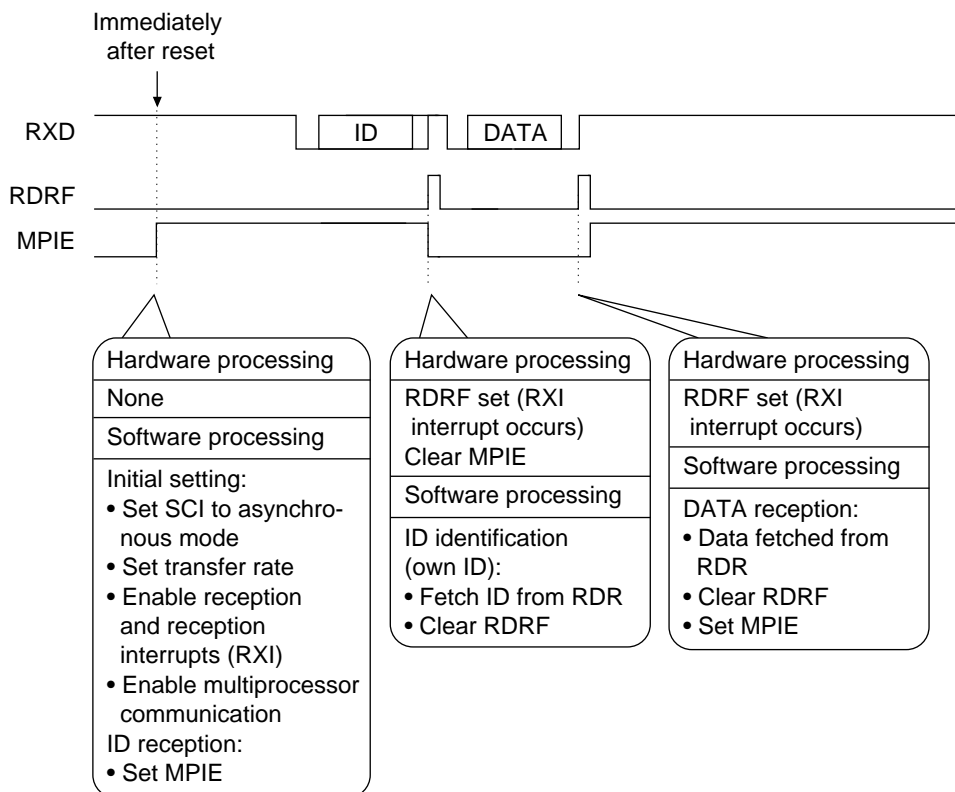 Immediately
after reset
RXD
ID
DATA
RDRF
MPIE
Hardware processing
None
Software processing
Initial setting:
• Set SCI to asynchro-
nous mode
• Set transfer rate
• Enable reception
and reception
interrupts (RXI)
• Enable multiprocessor
communication
ID reception:
• Set MPIE
Hardware processing
RDRF set (RXI
interrupt occurs)
Clear MPIE
Software processing
ID identification
(own ID):
• Fetch ID from RDR
• Clear RDRF
Hardware processing
RDRF set (RXI
interrupt occurs)
Software processing
DATA reception:
• Data fetched from
RDR
• Clear RDRF
• Set MPIE